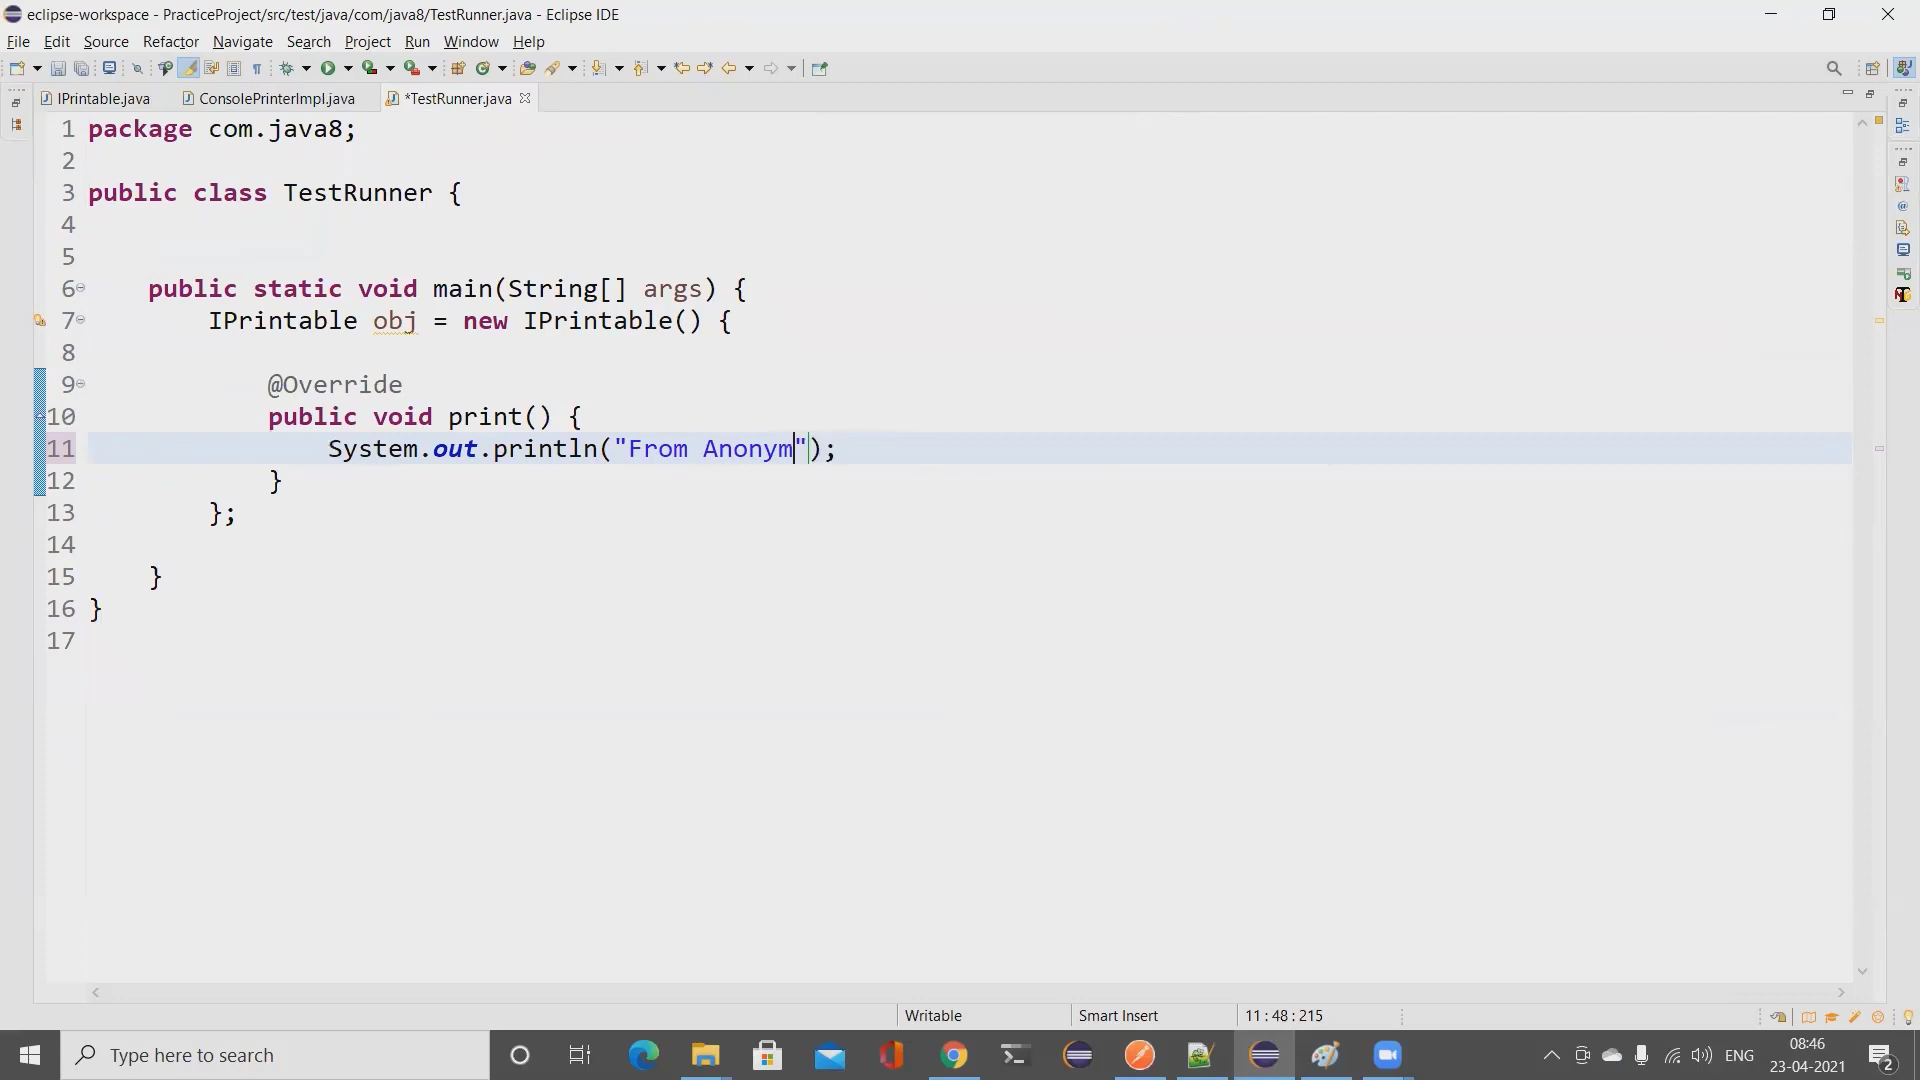 eclipse-workspace - PracticeProject/src/test/java/com/java8/TestRunner.java - Eclipse IDE
File Edit Source Refactor Navigate Search Project Run Window Help
IPrintable.java ConsolePrinterImpl.java *TestRunner.java
1 package com.java8;
2
3 public class TestRunner {
4
5
6 public static void main(String[] args) {
7 IPrintable obj = new IPrintable() {
8
9 @Override
10 public void print() {
11 System.out.println("From Anonym");
12 }
13 };
14
15 }
16 }
17
Writable Smart Insert 11 : 48 : 215
Type here to search ENG 08:46
23-04-2021 2